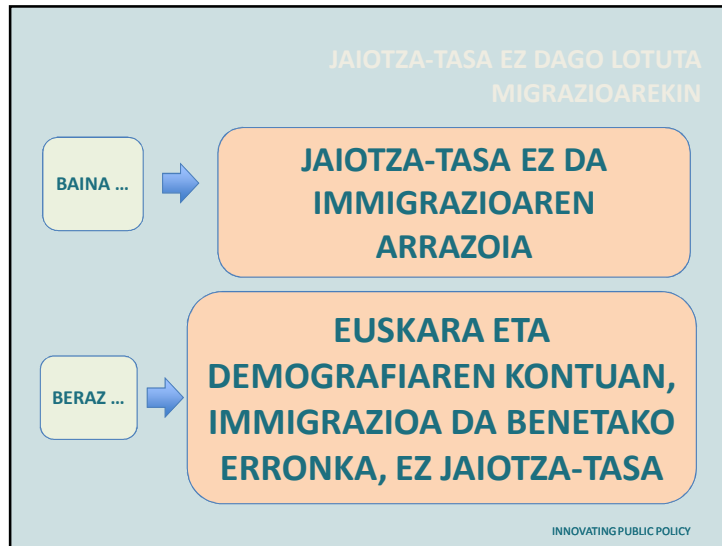 JAIOTZA-TASA EZ DAGO LOTUTA
MIGRAZIOAREKIN
BAINA ...
JAIOTZA-TASA EZ DA
IMMIGRAZIOAREN
ARRAZOIA
BERAZ ...
EUSKARA ETA
DEMOGRAFIAREN KONTUAN,
IMMIGRAZIOA DA BENETAKO
ERRONKA, EZ JAIOTZA-TASA
INNOVATING PUBLIC POLICY